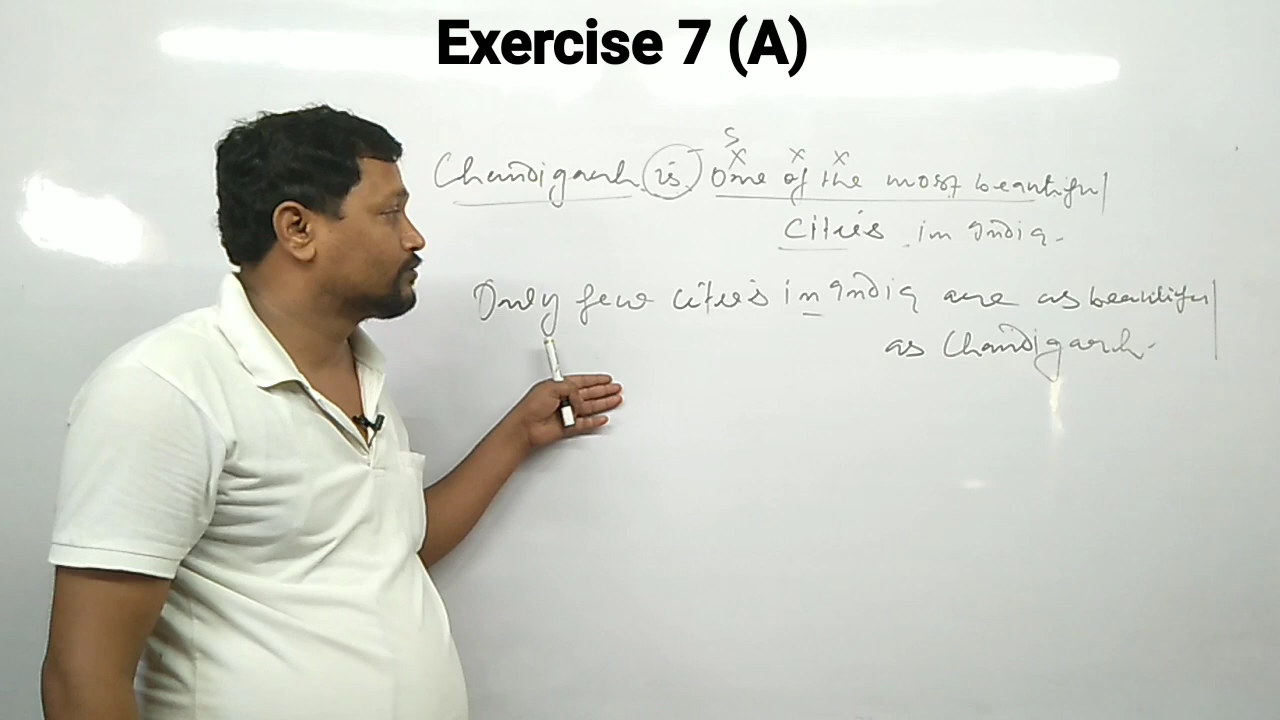 Exercise 7 (A)
S
x x x
Chandigarh is one of the most beautiful
cities in India.
Only few cities in India are as beautiful
as Chandigarh.